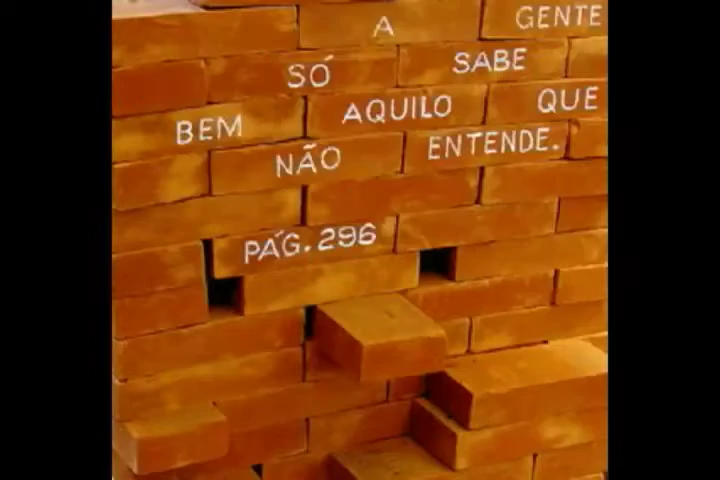 A GENTE
SÓ SABE
BEM AQUILO QUE
NÃO ENTENDE.
PÁG. 296